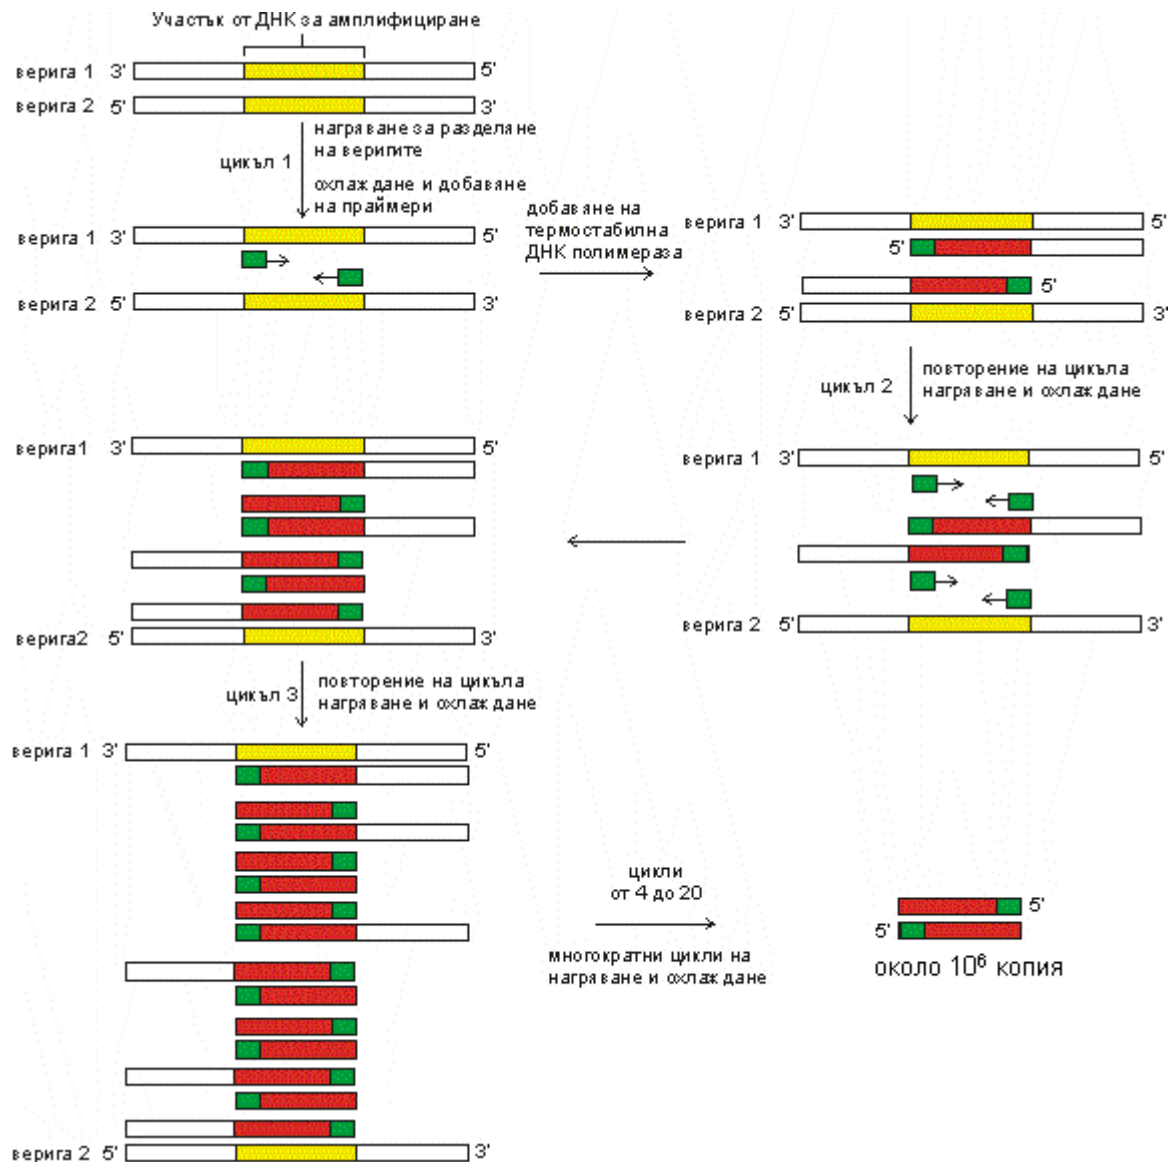 Участък от ДНК за амплифициране
верига 1 3' 5'
верига 2 5' 3'
нагряване за разделяне
на веригите
цикъл 1
охлаждане и добавяне
на праймери
верига 1 3' 5'
верига 2 5' 3'
добавяне на
термостабилна
ДНК полимераза
верига 1 3' 5'
5'
5'
верига 2 5' 3'
цикъл 2
повторение на цикъла
нагряване и охлаждане
верига 1 3' 5'
верига 2 5' 3'
верига1 3' 5'
верига2 5' 3'
цикъл 3
повторение на цикъла
нагряване и охлаждане
верига 1 3' 5'
верига 2 5' 3'
цикли
от 4 до 20
многократни цикли на
нагряване и охлаждане
5'
5'
около 10⁶ копия